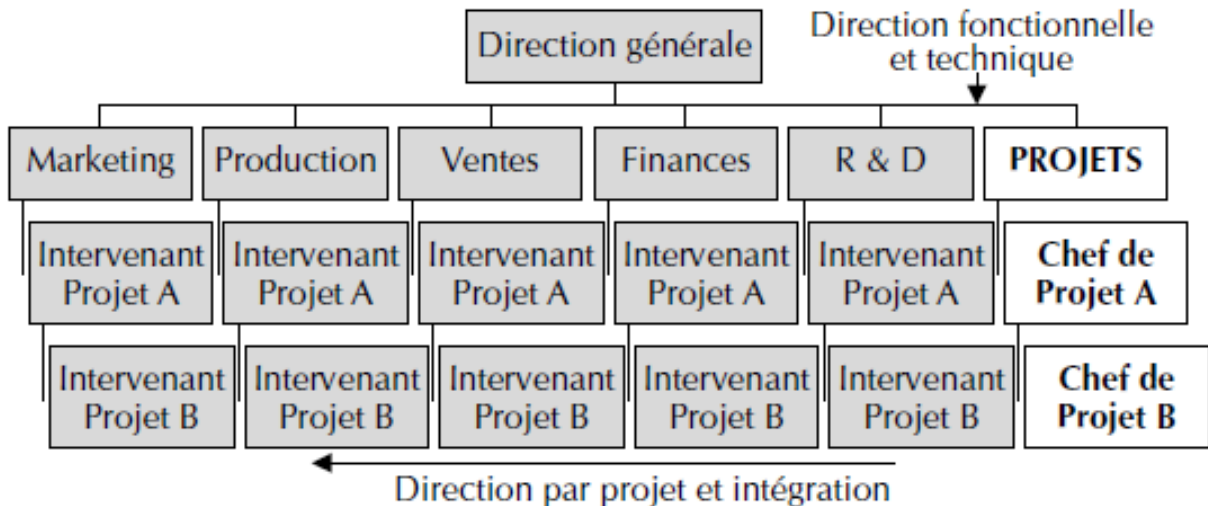 Direction générale
Direction fonctionnelle
et technique
Marketing
Production
Ventes
Finances
R & D
PROJETS
Intervenant
Projet A
Intervenant
Projet A
Intervenant
Projet A
Intervenant
Projet A
Intervenant
Projet A
Chef de
Projet A
Intervenant
Projet B
Intervenant
Projet B
Intervenant
Projet B
Intervenant
Projet B
Intervenant
Projet B
Chef de
Projet B
Direction par projet et intégration